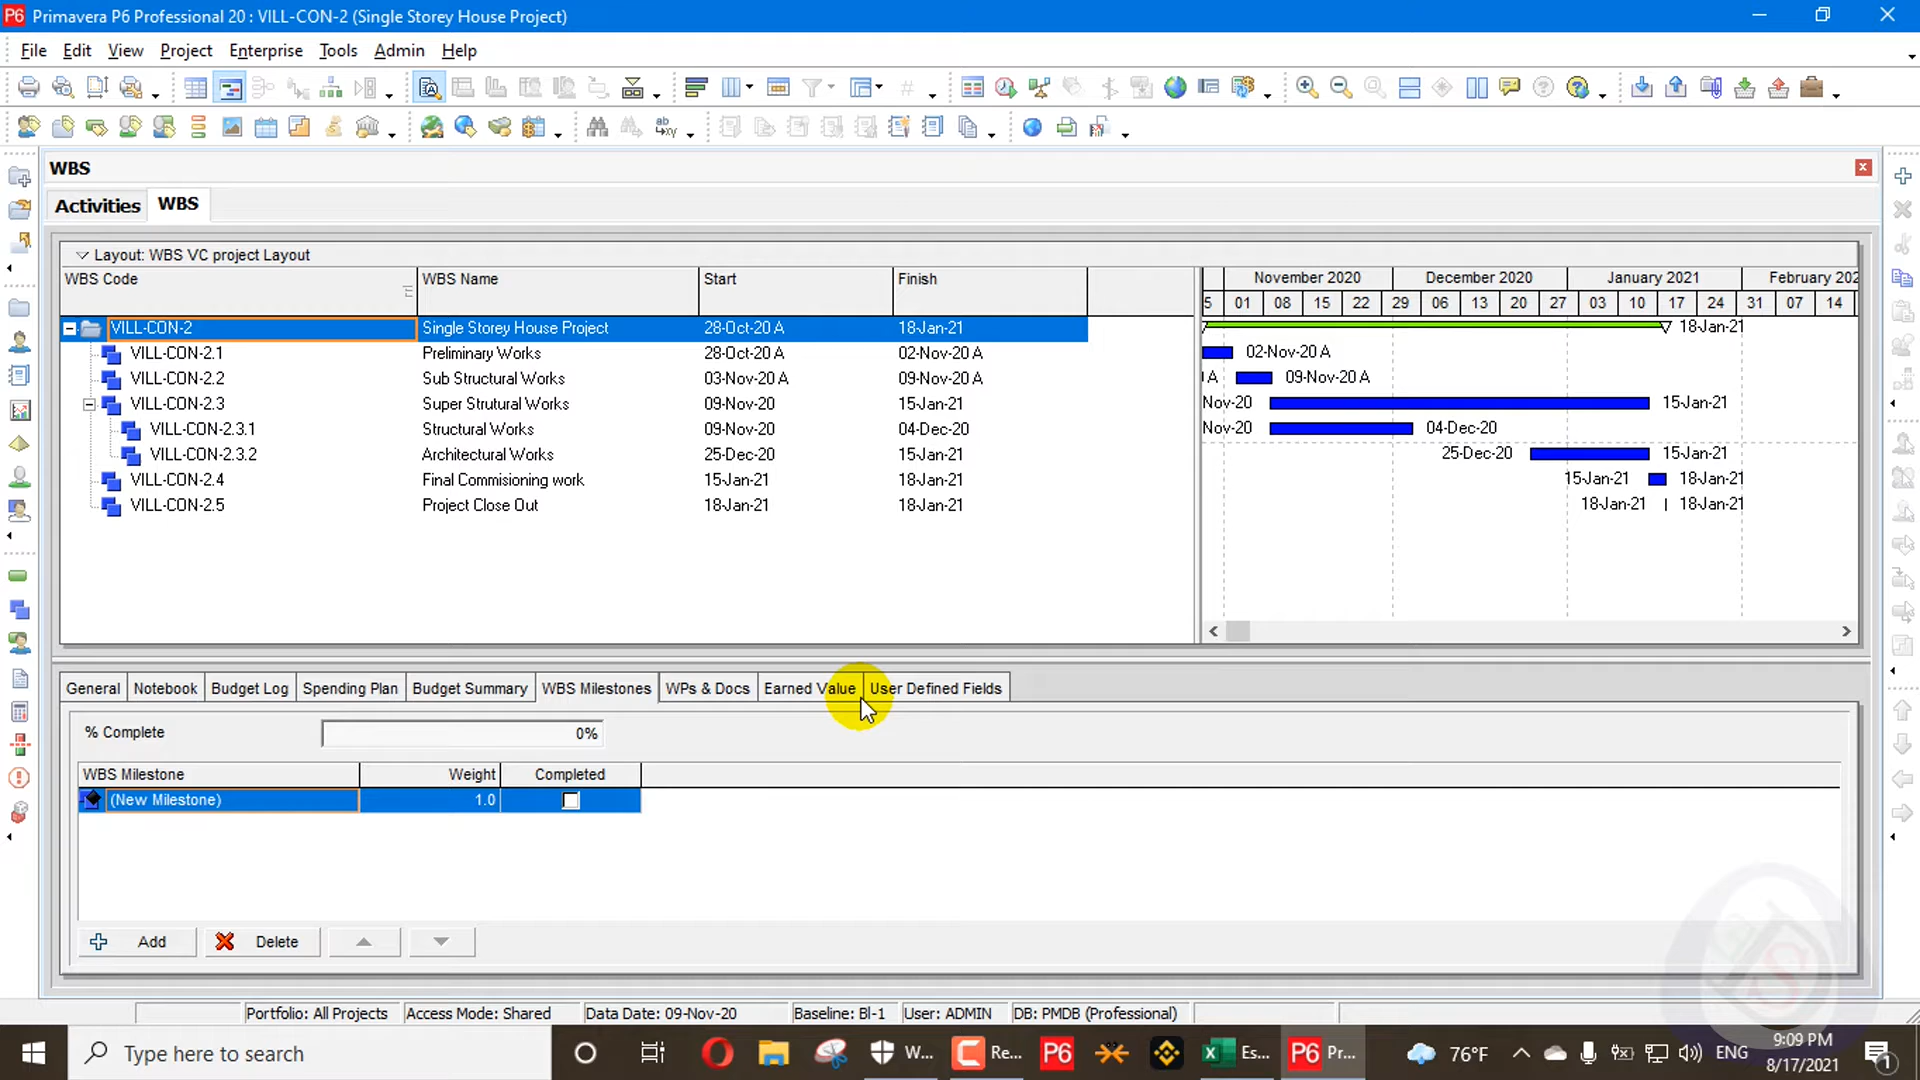 P6 Primavera P6 Professional 20 : VILL-CON-2 (Single Storey House Project)
File Edit View Project Enterprise Tools Admin Help
WBS
Activities WBS
Layout: WBS VC project Layout
WBS Code WBS Name Start Finish
November 2020 December 2020 January 2021 February 202
5 01 08 15 22 29 06 13 20 27 03 10 17 24 31 07 14
VILL-CON-2 Single Storey House Project 28-Oct-20 A 18-Jan-21 18-Jan-21
VILL-CON-2.1 Preliminary Works 28-Oct-20 A 02-Nov-20 A 02-Nov-20 A
VILL-CON-2.2 Sub Structural Works 03-Nov-20 A 09-Nov-20 A A 09-Nov-20 A
VILL-CON-2.3 Super Strutural Works 09-Nov-20 15-Jan-21 Nov-20 15-Jan-21
VILL-CON-2.3.1 Structural Works 09-Nov-20 04-Dec-20 Nov-20 04-Dec-20
VILL-CON-2.3.2 Architectural Works 25-Dec-20 15-Jan-21 25-Dec-20 15-Jan-21
VILL-CON-2.4 Final Commisioning work 15-Jan-21 18-Jan-21 15-Jan-21 18-Jan-21
VILL-CON-2.5 Project Close Out 18-Jan-21 18-Jan-21 18-Jan-21 18-Jan-21
General Notebook Budget Log Spending Plan Budget Summary WBS Milestones WPs & Docs Earned Value User Defined Fields
% Complete 0%
WBS Milestone Weight Completed
(New Milestone) 1.0
Add Delete
Portfolio: All Projects Access Mode: Shared Data Date: 09-Nov-20 Baseline: Bl-1 User: ADMIN DB: PMDB (Professional)
Type here to search W... Re... P6 Es... P6 Pr... 76°F ENG 9:09 PM
8/17/2021 1